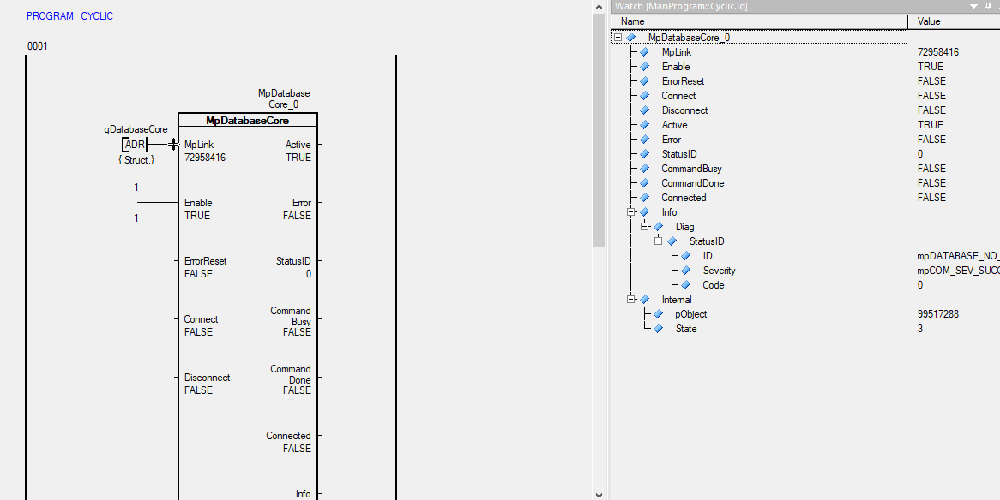 PROGRAM _CYCLIC
0001
MpDatabase
Core_0
MpDatabaseCore
gDatabaseCore
ADR
{.Struct.}
MpLink
72958416
Active
TRUE
1
Enable
TRUE
1
Error
FALSE
ErrorReset
FALSE
StatusID
0
Connect
FALSE
Command
Busy
FALSE
Disconnect
FALSE
Command
Done
FALSE
Connected
FALSE
Info
Watch [ManProgram::Cyclic.ld]
Name Value
MpDatabaseCore_0
MpLink 72958416
Enable TRUE
ErrorReset FALSE
Connect FALSE
Disconnect FALSE
Active TRUE
Error FALSE
StatusID 0
CommandBusy FALSE
CommandDone FALSE
Connected FALSE
Info
Diag
StatusID
ID mpDATABASE_NO_
Severity mpCOM_SEV_SUCC
Code 0
Internal
pObject 99517288
State 3